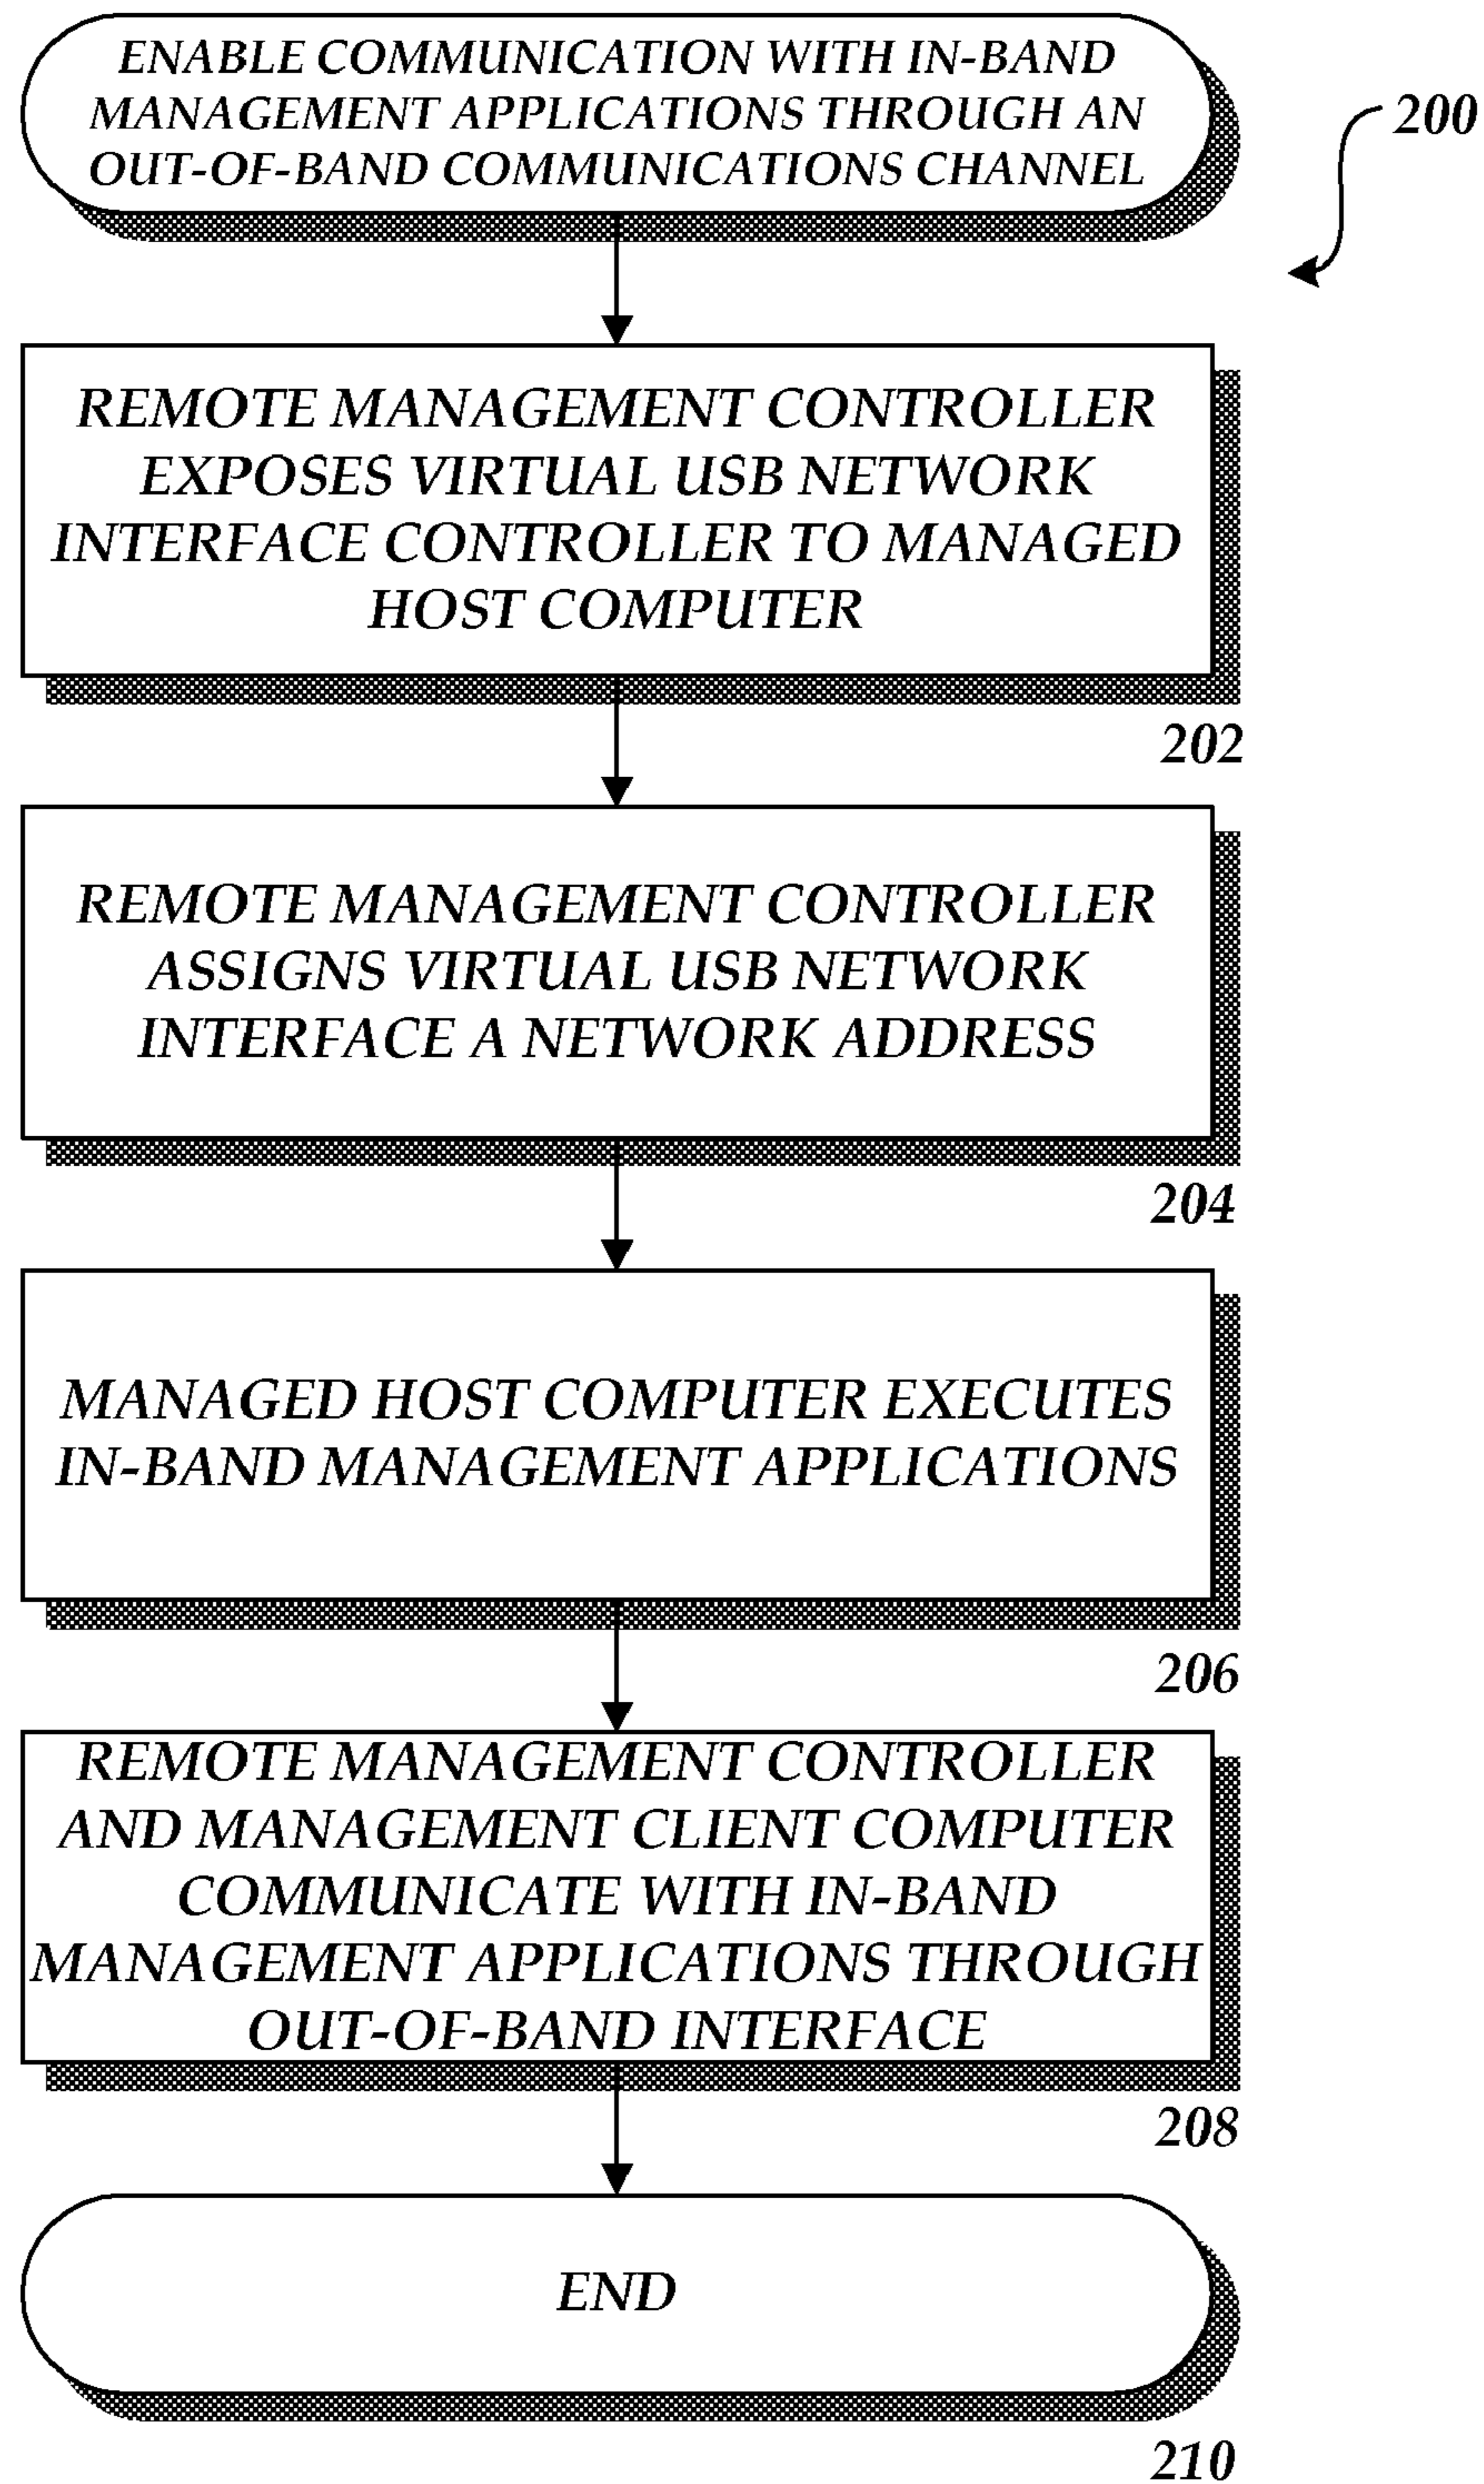 ENABLE COMMUNICATION WITH IN-BAND
MANAGEMENT APPLICATIONS THROUGH AN
OUT-OF-BAND COMMUNICATIONS CHANNEL
200
REMOTE MANAGEMENT CONTROLLER
EXPOSES VIRTUAL USB NETWORK
INTERFACE CONTROLLER TO MANAGED
HOST COMPUTER
202
REMOTE MANAGEMENT CONTROLLER
ASSIGNS VIRTUAL USB NETWORK
INTERFACE A NETWORK ADDRESS
204
MANAGED HOST COMPUTER EXECUTES
IN-BAND MANAGEMENT APPLICATIONS
206
REMOTE MANAGEMENT CONTROLLER
AND MANAGEMENT CLIENT COMPUTER
COMMUNICATE WITH IN-BAND
MANAGEMENT APPLICATIONS THROUGH
OUT-OF-BAND INTERFACE
208
END
210